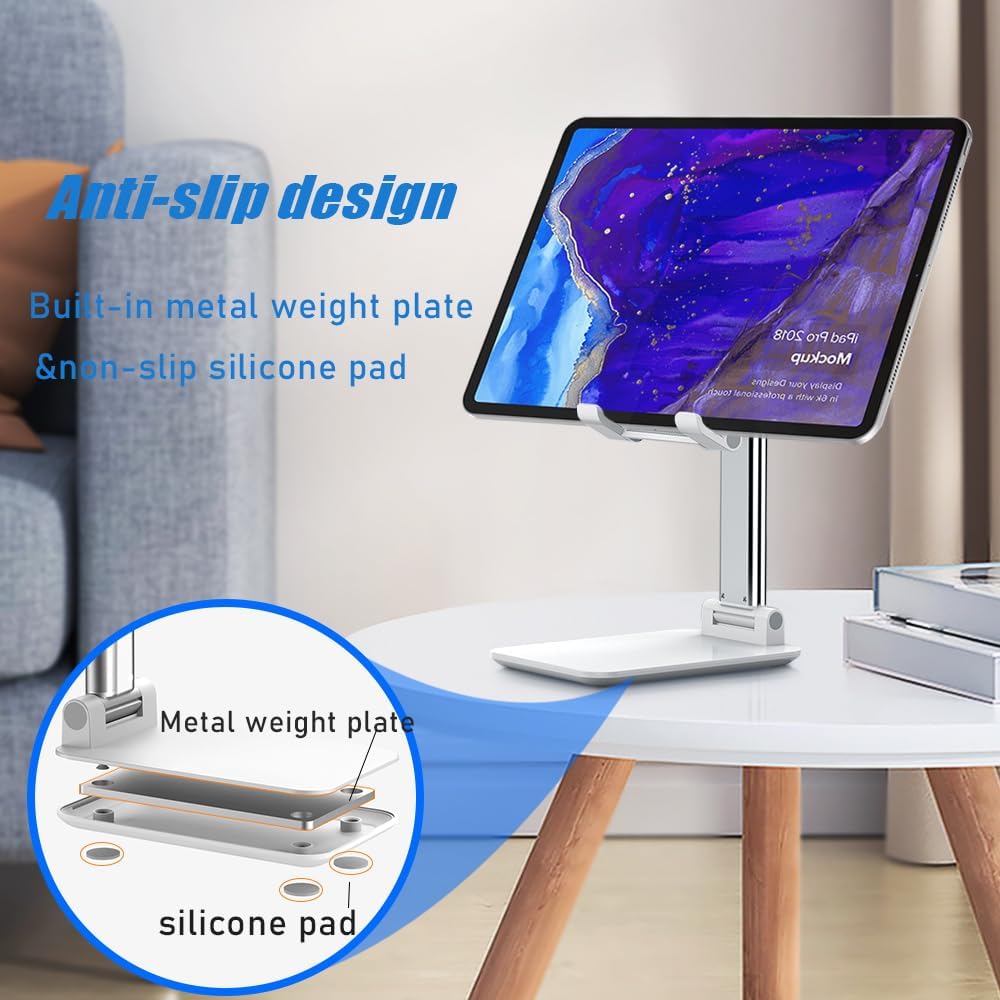 Anti-slip design
Built-in metal weight plate
&non-slip silicone pad
iPad Pro 2018
Mockup
Display your Designs
in 6k with a professional touch
Metal weight plate
silicone pad